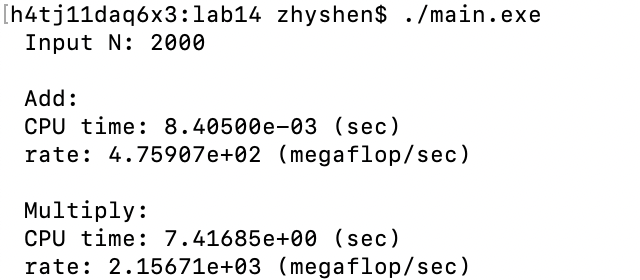 [h4tj11daq6x3:lab14 zhyshen$ ./main.exe
Input N: 2000
Add:
CPU time: 8.40500e-03 (sec)
rate: 4.75907e+02 (megaflop/sec)
Multiply:
CPU time: 7.41685e+00 (sec)
rate: 2.15671e+03 (megaflop/sec)